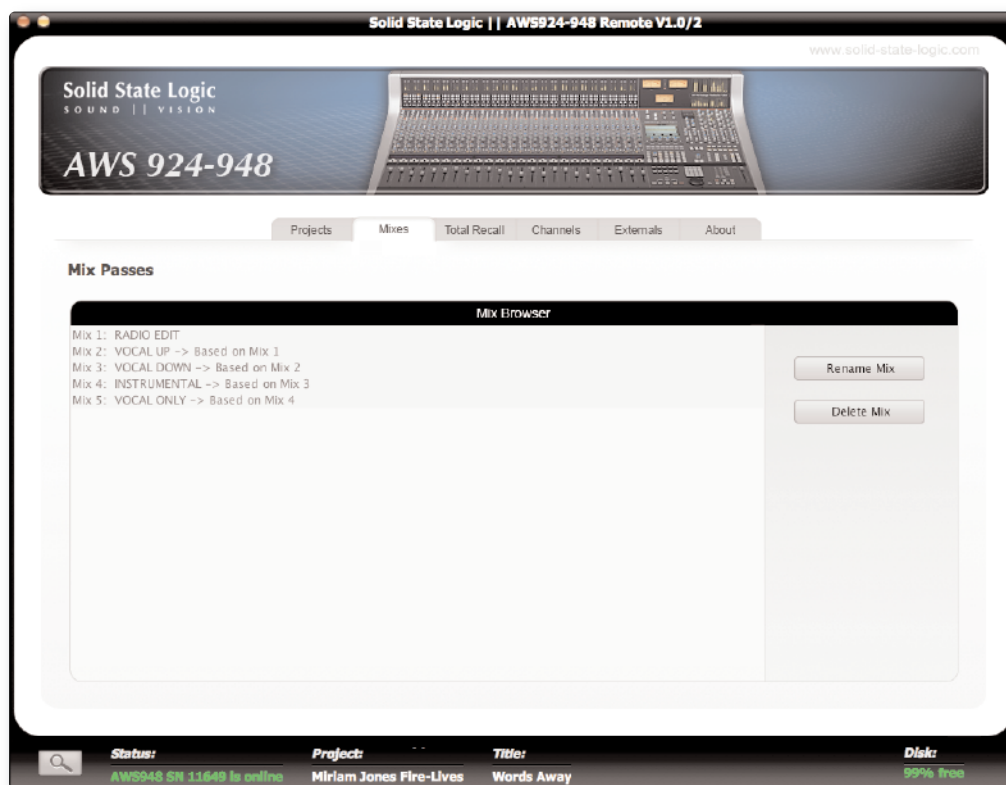 Solid State Logic || AWS924-948 Remote V1.0/2
www.solid-state-logic.com
Solid State Logic
SOUND || VISION
AWS 924-948
Projects Mixes Total Recall Channels Externals About
Mix Passes
Mix Browser
Mix 1: RADIO EDIT
Mix 2: VOCAL UP -> Based on Mix 1
Mix 3: VOCAL DOWN -> Based on Mix 2
Mix 4: INSTRUMENTAL -> Based on Mix 3
Mix 5: VOCAL ONLY -> Based on Mix 4
Rename Mix
Delete Mix
Status: Project: Title: Disk:
AWS948 SN 11649 is online Miriam Jones Fire-Lives Words Away 99% free